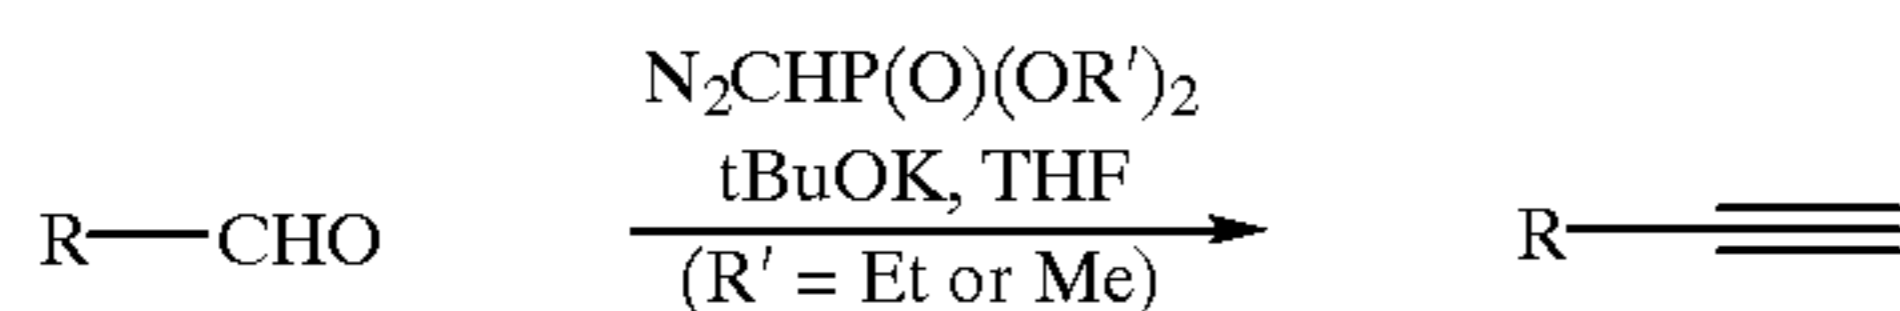 N₂CHP(O)(OR′)₂
tBuOK, THF
R—CHO
R
(R′ = Et or Me)